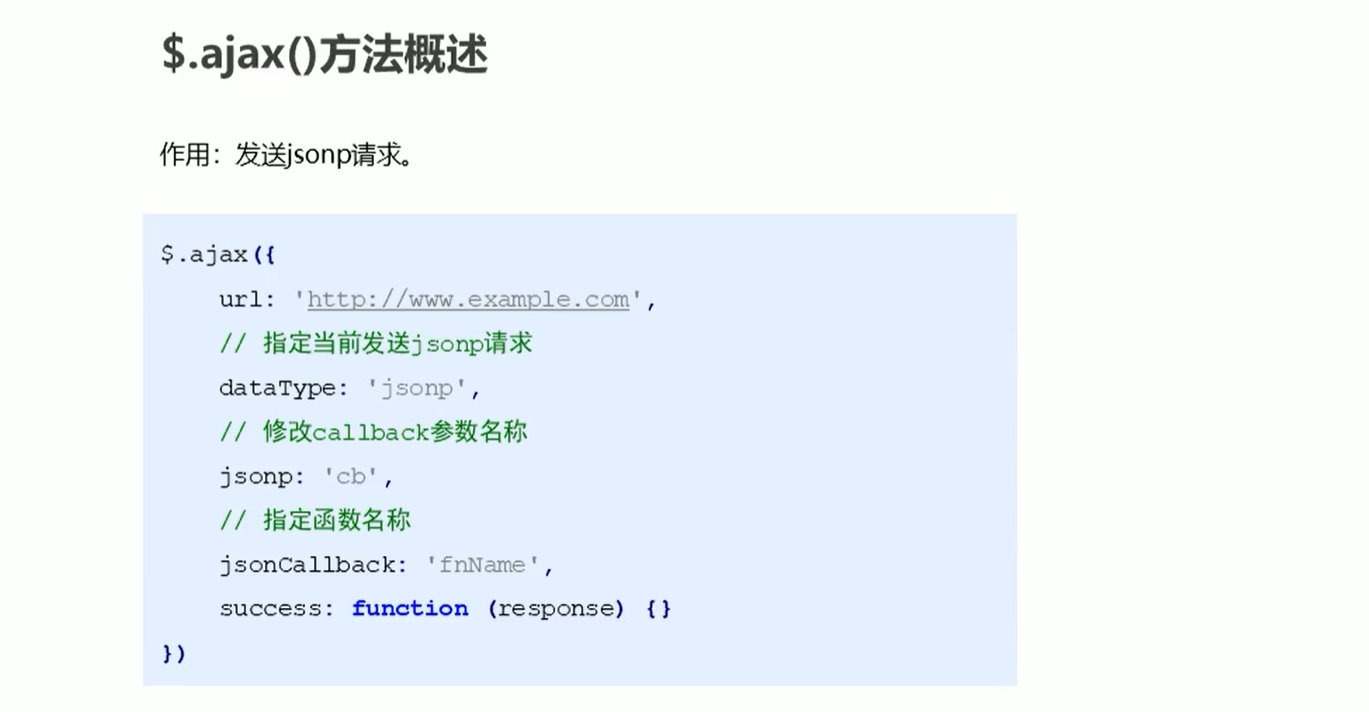 $.ajax()方法概述
作用：发送jsonp请求。
$.ajax({
url: 'http://www.example.com',
// 指定当前发送jsonp请求
dataType: 'jsonp',
// 修改callback参数名称
jsonp: 'cb',
// 指定函数名称
jsonCallback: 'fnName',
success: function (response) {}
})